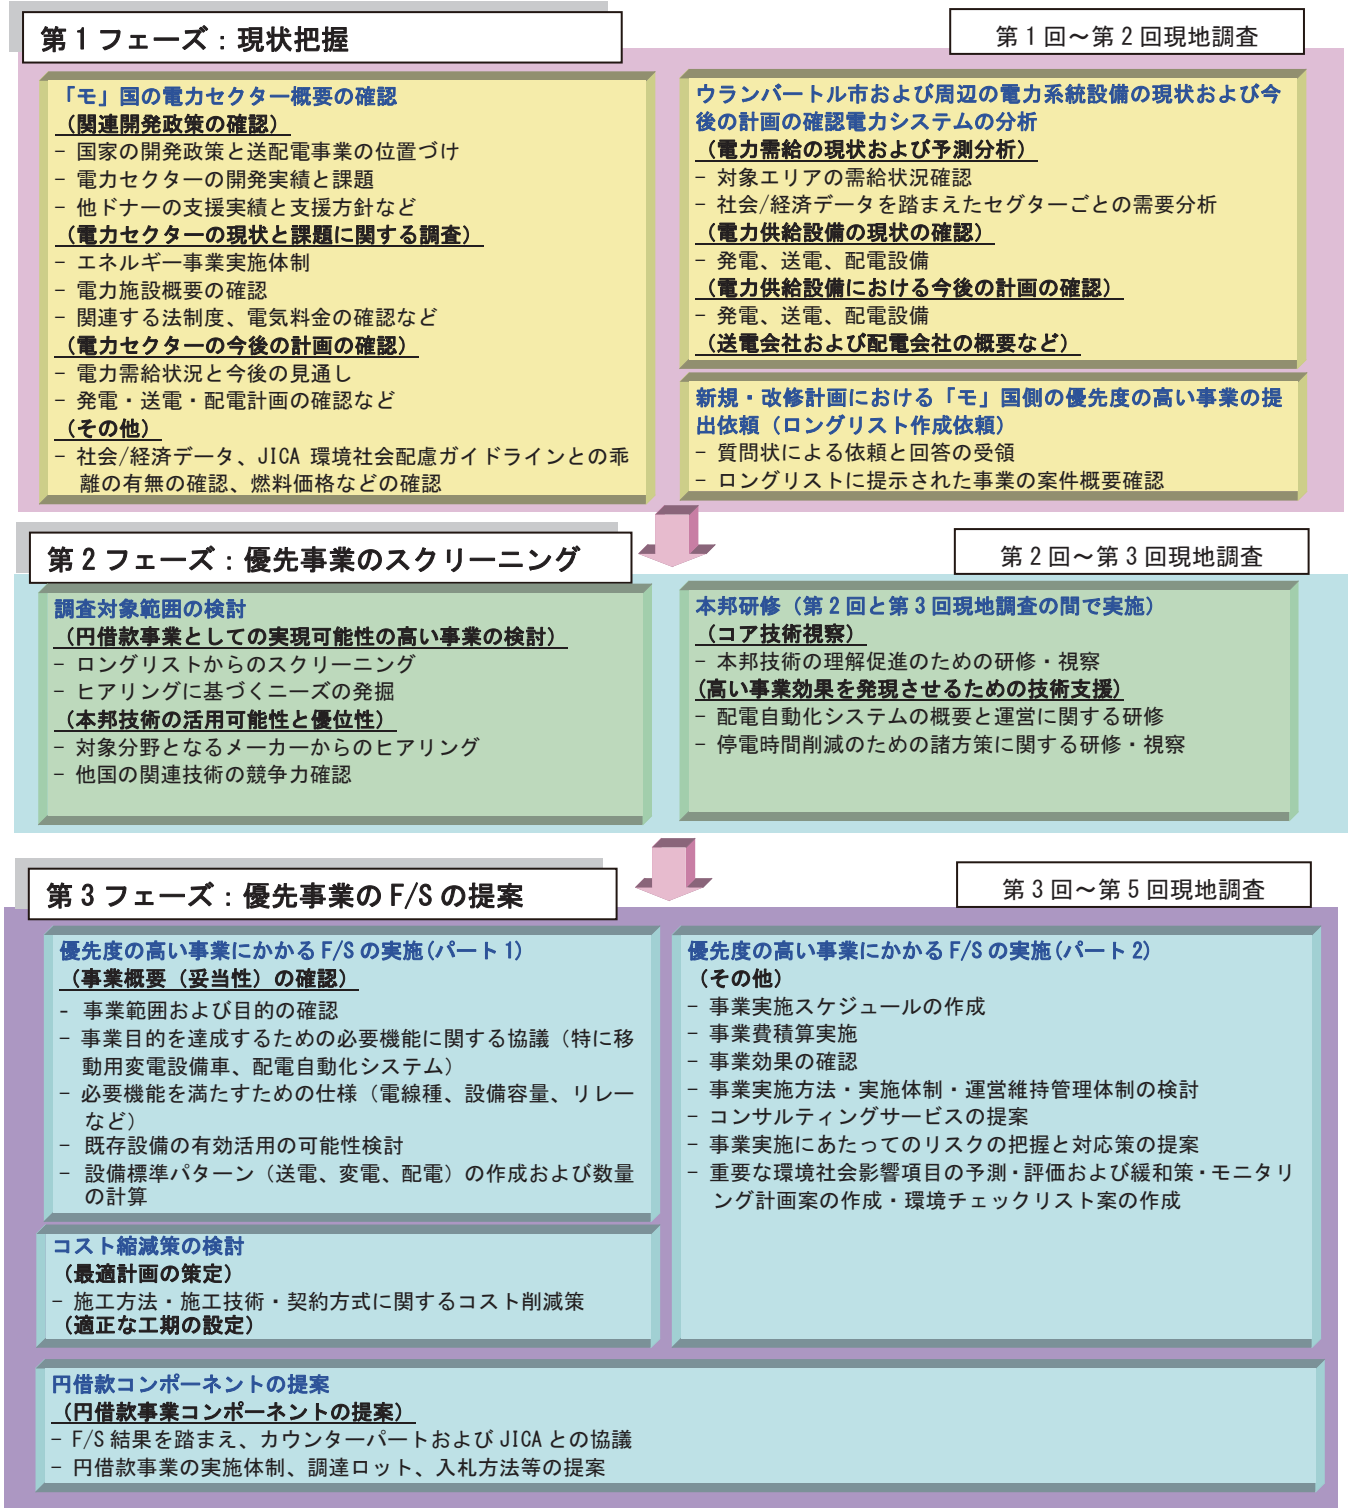 第1フェーズ：現状把握
第1回～第2回現地調査
「モ」国の電力セクター概要の確認
（関連開発政策の確認）
- 国家の開発政策と送配電事業の位置づけ
- 電力セクターの開発実績と課題
- 他ドナーの支援実績と支援方針など
（電力セクターの現状と課題に関する調査）
- エネルギー事業実施体制
- 電力施設概要の確認
- 関連する法制度、電気料金の確認など
（電力セクターの今後の計画の確認）
- 電力需給状況と今後の見通し
- 発電・送電・配電計画の確認など
（その他）
- 社会/経済データ、JICA 環境社会配慮ガイドラインとの乖
離の有無の確認、燃料価格などの確認
ウランバートル市および周辺の電力系統設備の現状および今
後の計画の確認電力システムの分析
（電力需給の現状および予測分析）
- 対象エリアの需給状況確認
- 社会/経済データを踏まえたセグターごとの需要分析
（電力供給設備の現状の確認）
- 発電、送電、配電設備
（電力供給設備における今後の計画の確認）
- 発電、送電、配電設備
（送電会社および配電会社の概要など）
新規・改修計画における「モ」国側の優先度の高い事業の提
出依頼（ロングリスト作成依頼）
- 質問状による依頼と回答の受領
- ロングリストに提示された事業の案件概要確認
第2フェーズ：優先事業のスクリーニング
第2回～第3回現地調査
調査対象範囲の検討
（円借款事業としての実現可能性の高い事業の検討）
- ロングリストからのスクリーニング
- ヒアリングに基づくニーズの発掘
（本邦技術の活用可能性と優位性）
- 対象分野となるメーカーからのヒアリング
- 他国の関連技術の競争力確認
本邦研修（第2回と第3回現地調査の間で実施）
（コア技術視察）
- 本邦技術の理解促進のための研修・視察
(高い事業効果を発現させるための技術支援)
- 配電自動化システムの概要と運営に関する研修
- 停電時間削減のための諸方策に関する研修・視察
第3フェーズ：優先事業のF/Sの提案
第3回～第5回現地調査
優先度の高い事業にかかるF/Sの実施(パート1)
（事業概要（妥当性）の確認）
- 事業範囲および目的の確認
- 事業目的を達成するための必要機能に関する協議（特に移
動用変電設備車、配電自動化システム）
- 必要機能を満たすための仕様（電線種、設備容量、リレー
など）
- 既存設備の有効活用の可能性検討
- 設備標準パターン（送電、変電、配電）の作成および数量
の計算
コスト縮減策の検討
（最適計画の策定）
- 施工方法・施工技術・契約方式に関するコスト削減策
（適正な工期の設定）
優先度の高い事業にかかるF/Sの実施(パート2)
（その他）
- 事業実施スケジュールの作成
- 事業費積算実施
- 事業効果の確認
- 事業実施方法・実施体制・運営維持管理体制の検討
- コンサルティングサービスの提案
- 事業実施にあたってのリスクの把握と対応策の提案
- 重要な環境社会影響項目の予測・評価および緩和策・モニタリ
ング計画案の作成・環境チェックリスト案の作成
円借款コンポーネントの提案
（円借款事業コンポーネントの提案）
- F/S結果を踏まえ、カウンターパートおよびJICAとの協議
- 円借款事業の実施体制、調達ロット、入札方法等の提案